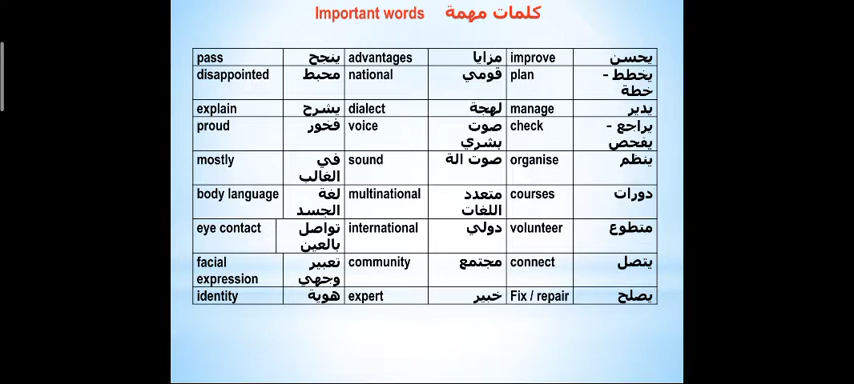 Important words كلمات مهمة
pass ينجح advantages مزايا improve يحسن
disappointed محبط national قومي plan يخطط -
خطة
explain يشرح dialect لهجة manage يدير
proud فخور voice صوت check يراجع -
بشري يفحص
mostly في sound صوت الة organise ينظم
الغالب
body language لغة multinational متعدد courses دورات
الجسد اللغات
eye contact تواصل international دولي volunteer متطوع
بالعين
facial تعبير community مجتمع connect يتصل
expression وجهي
identity هوية expert خبير Fix / repair يصلح